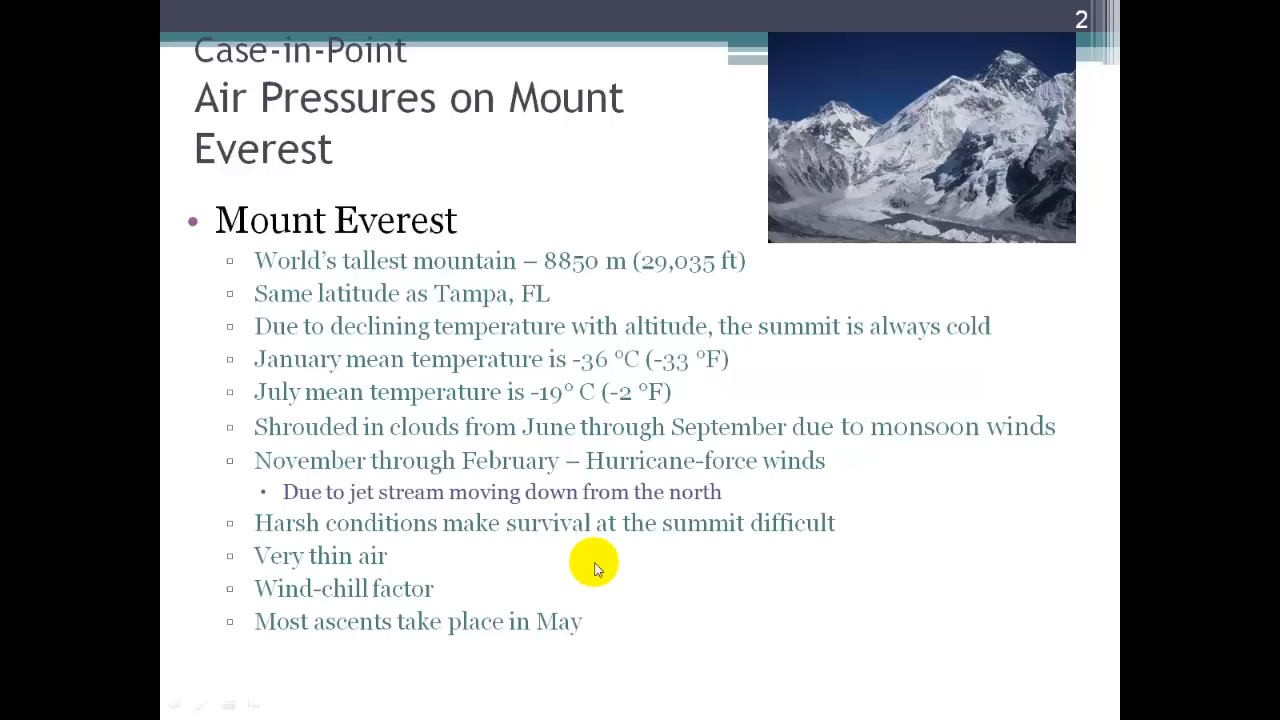 2
Case-in-Point
Air Pressures on Mount
Everest
• Mount Everest
▫ World's tallest mountain – 8850 m (29,035 ft)
▫ Same latitude as Tampa, FL
▫ Due to declining temperature with altitude, the summit is always cold
▫ January mean temperature is -36 °C (-33 °F)
▫ July mean temperature is -19° C (-2 °F)
▫ Shrouded in clouds from June through September due to monsoon winds
▫ November through February – Hurricane-force winds
• Due to jet stream moving down from the north
▫ Harsh conditions make survival at the summit difficult
▫ Very thin air
▫ Wind-chill factor
▫ Most ascents take place in May